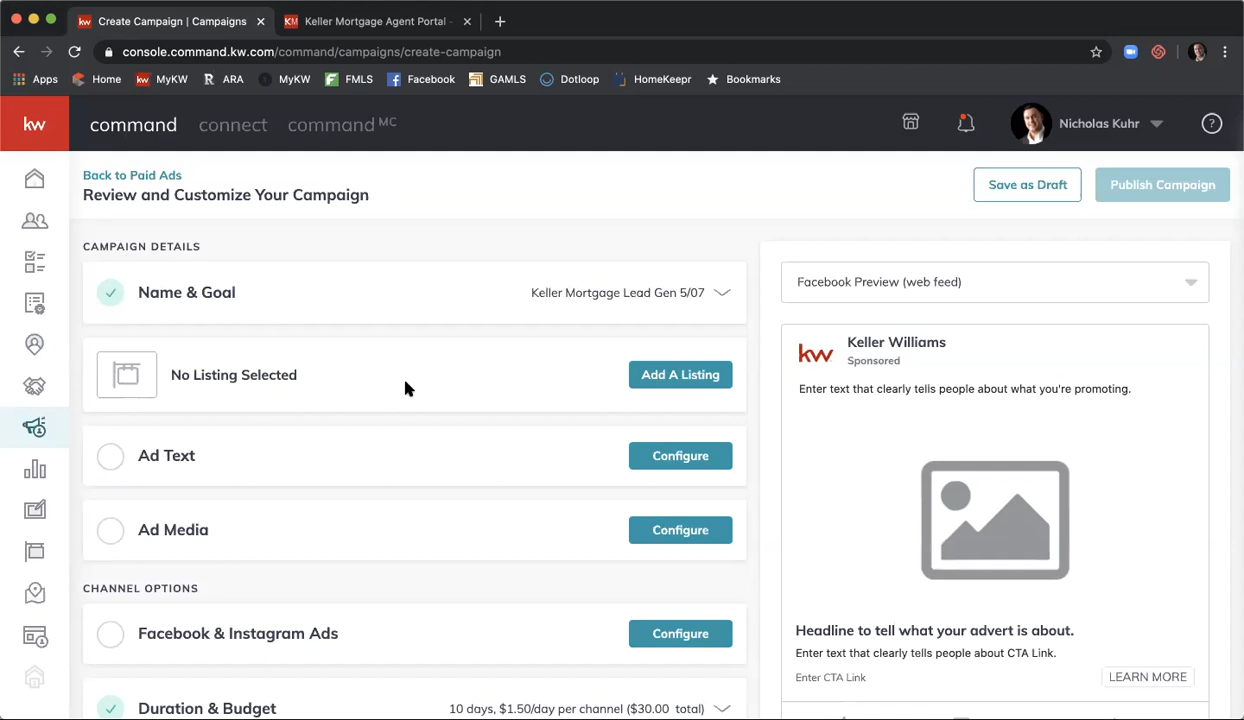 Create Campaign | Campaigns
Keller Mortgage Agent Portal -
console.command.kw.com/command/campaigns/create-campaign
Apps Home MyKW ARA MyKW FMLS Facebook GAMLS Dotloop HomeKeepr Bookmarks
kw command connect command MC Nicholas Kuhr
Back to Paid Ads
Review and Customize Your Campaign
Save as Draft Publish Campaign
CAMPAIGN DETAILS
Name & Goal Keller Mortgage Lead Gen 5/07
No Listing Selected Add A Listing
Ad Text Configure
Ad Media Configure
CHANNEL OPTIONS
Facebook & Instagram Ads Configure
Duration & Budget 10 days, $1.50/day per channel ($30.00 total)
Facebook Preview (web feed)
kw Keller Williams
Sponsored
Enter text that clearly tells people about what you're promoting.
Headline to tell what your advert is about.
Enter text that clearly tells people about CTA Link.
Enter CTA Link LEARN MORE